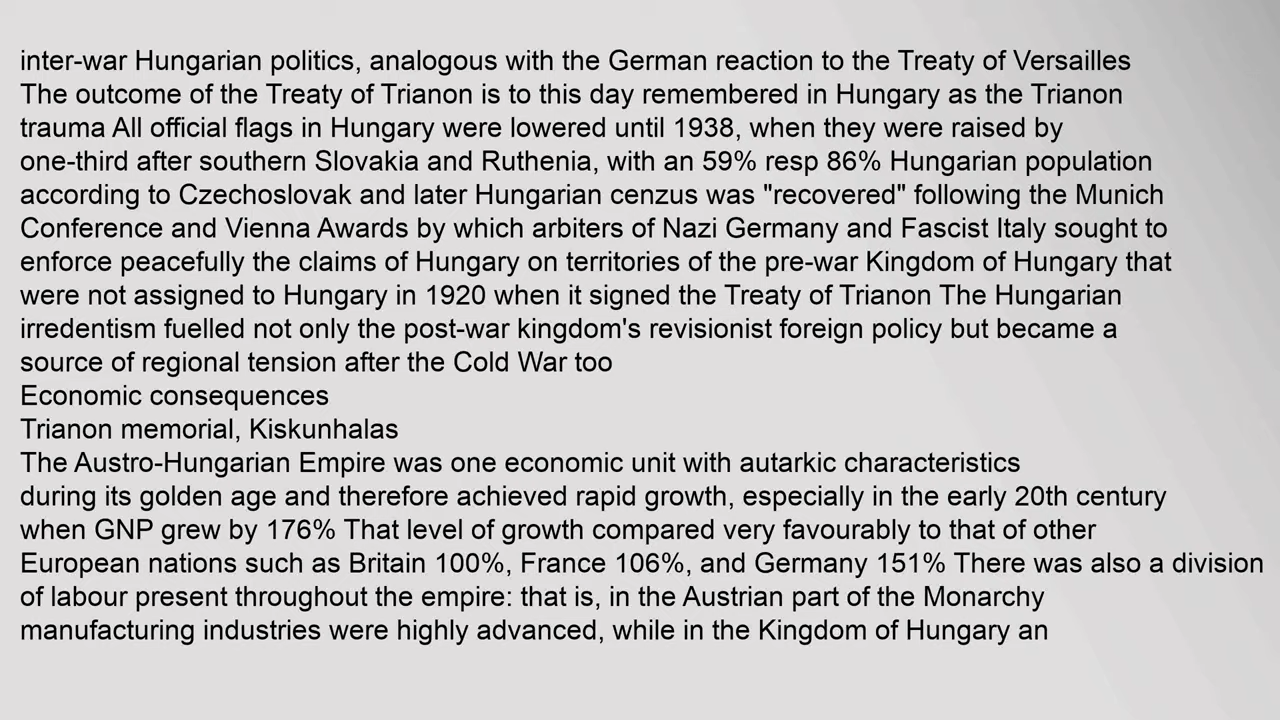 inter-war Hungarian politics, analogous with the German reaction to the Treaty of Versailles
The outcome of the Treaty of Trianon is to this day remembered in Hungary as the Trianon
trauma All official flags in Hungary were lowered until 1938, when they were raised by
one-third after southern Slovakia and Ruthenia, with an 59% resp 86% Hungarian population
according to Czechoslovak and later Hungarian cenzus was "recovered" following the Munich
Conference and Vienna Awards by which arbiters of Nazi Germany and Fascist Italy sought to
enforce peacefully the claims of Hungary on territories of the pre-war Kingdom of Hungary that
were not assigned to Hungary in 1920 when it signed the Treaty of Trianon The Hungarian
irredentism fuelled not only the post-war kingdom's revisionist foreign policy but became a
source of regional tension after the Cold War too
Economic consequences
Trianon memorial, Kiskunhalas
The Austro-Hungarian Empire was one economic unit with autarkic characteristics
during its golden age and therefore achieved rapid growth, especially in the early 20th century
when GNP grew by 176% That level of growth compared very favourably to that of other
European nations such as Britain 100%, France 106%, and Germany 151% There was also a division
of labour present throughout the empire: that is, in the Austrian part of the Monarchy
manufacturing industries were highly advanced, while in the Kingdom of Hungary an